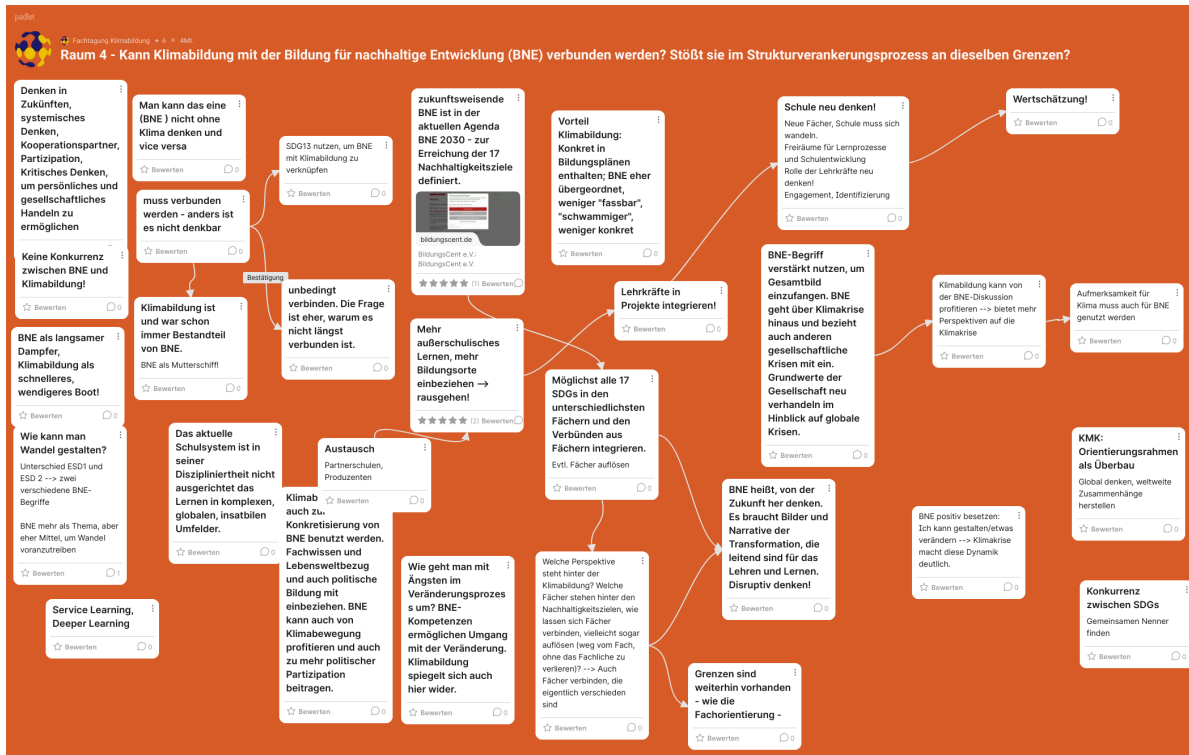 padlet
Fachtagung Klimabildung + 6 4Mt.
Raum 4 - Kann Klimabildung mit der Bildung für nachhaltige Entwicklung (BNE) verbunden werden? Stößt sie im Strukturverankerungsprozess an dieselben Grenzen?
Denken in
Zukünften,
systemisches
Denken,
Kooperationspartner,
Partizipation,
Kritisches Denken,
um persönliches und
gesellschaftliches
Handeln zu
ermöglichen
Keine Konkurrenz
zwischen BNE und
Klimabildung!
Bewerten 0
BNE als langsamer
Dampfer,
Klimabildung als
schnelleres,
wendigeres Boot!
Bewerten 0
Wie kann man
Wandel gestalten?
Unterschied ESD1 und
ESD 2 --> zwei
verschiedene BNE-
Begriffe
BNE mehr als Thema, aber
eher Mittel, um Wandel
voranzutreiben
Bewerten 1
Service Learning,
Deeper Learning
Bewerten 0
Man kann das eine
(BNE ) nicht ohne
Klima denken und
vice versa
Bewerten 0
muss verbunden
werden - anders ist
es nicht denkbar
Bewerten 0
Klimabildung ist
und war schon
immer Bestandteil
von BNE.
BNE als Mutterschiff!
Bewerten 0
Das aktuelle
Schulsystem ist in
seiner
Diszipliniertheit nicht
ausgerichtet das
Lernen in komplexen,
globalen, insatbilen
Umfelder.
Bewerten 0
SDG13 nutzen, um BNE
mit Klimabildung zu
verknüpfen
Bewerten 0
Bestätigung
unbedingt
verbinden. Die Frage
ist eher, warum es
nicht längst
verbunden ist.
Bewerten 0
Austausch
Partnerschulen,
Produzenten
Bewerten 0
Klimab
auch zu
Konkretisierung von
BNE benutzt werden.
Fachwissen und
Lebensweltbezug
und auch politische
Bildung mit
einbeziehen. BNE
kann auch von
Klimabewegung
profitieren und auch
zu mehr politischer
Partizipation
beitragen.
Bewerten 0
zukunftsweisende
BNE ist in der
aktuellen Agenda
BNE 2030 - zur
Erreichung der 17
Nachhaltigkeitsziele
definiert.
bildungscent.de
BildungsCent e.V.:
BildungsCent e.V.
(1) Bewerten 0
Mehr
außerschulisches
Lernen, mehr
Bildungsorte
einbeziehen -->
rausgehen!
(2) Bewerten 0
Wie geht man mit
Ängsten im
Veränderungsprozes
s um? BNE-
Kompetenzen
ermöglichen Umgang
mit der Veränderung.
Klimabildung
spiegelt sich auch
hier wider.
Bewerten 0
Vorteil
Klimabildung:
Konkret in
Bildungsplänen
enthalten; BNE eher
übergeordnet,
weniger "fassbar",
"schwammiger",
weniger konkret
Bewerten 0
Lehrkräfte in
Projekte integrieren!
Bewerten 0
Möglichst alle 17
SDGs in den
unterschiedlichsten
Fächern und den
Verbünden aus
Fächern integrieren.
Evtl. Fächer auflösen
Bewerten 0
Welche Perspektive
steht hinter der
Klimabildung? Welche
Fächer stehen hinter den
Nachhaltigkeitszielen, wie
lassen sich Fächer
verbinden, vielleicht sogar
auflösen (weg vom Fach,
ohne das Fachliche zu
verlieren)? --> Auch
Fächer verbinden, die
eigentlich verschieden
sind
Bewerten 0
Schule neu denken!
Neue Fächer, Schule muss sich
wandeln.
Freiräume für Lernprozesse
und Schulentwicklung
Rolle der Lehrkräfte neu
denken!
Engagement, Identifizierung
Bewerten 0
BNE-Begriff
verstärkt nutzen, um
Gesamtbild
einzufangen. BNE
geht über Klimakrise
hinaus und bezieht
auch anderen
gesellschaftliche
Krisen mit ein.
Grundwerte der
Gesellschaft neu
verhandeln im
Hinblick auf globale
Krisen.
Bewerten 0
BNE heißt, von der
Zukunft her denken.
Es braucht Bilder und
Narrative der
Transformation, die
leitend sind für das
Lehren und Lernen.
Disruptiv denken!
Bewerten 0
Grenzen sind
weiterhin vorhanden
- wie die
Fachorientierung -
Bewerten 0
Wertschätzung!
Bewerten 0
Klimabildung kann von
der BNE-Diskussion
profitieren --> bietet mehr
Perspektiven auf die
Klimakrise
Bewerten 0
Aufmerksamkeit für
Klima muss auch für BNE
genutzt werden
Bewerten 0
BNE positiv besetzen:
Ich kann gestalten/etwas
verändern --> Klimakrise
macht diese Dynamik
deutlich.
Bewerten 0
KMK:
Orientierungsrahmen
als Überbau
Global denken, weltweite
Zusammenhänge
herstellen
Bewerten 0
Konkurrenz
zwischen SDGs
Gemeinsamen Nenner
finden
Bewerten 0